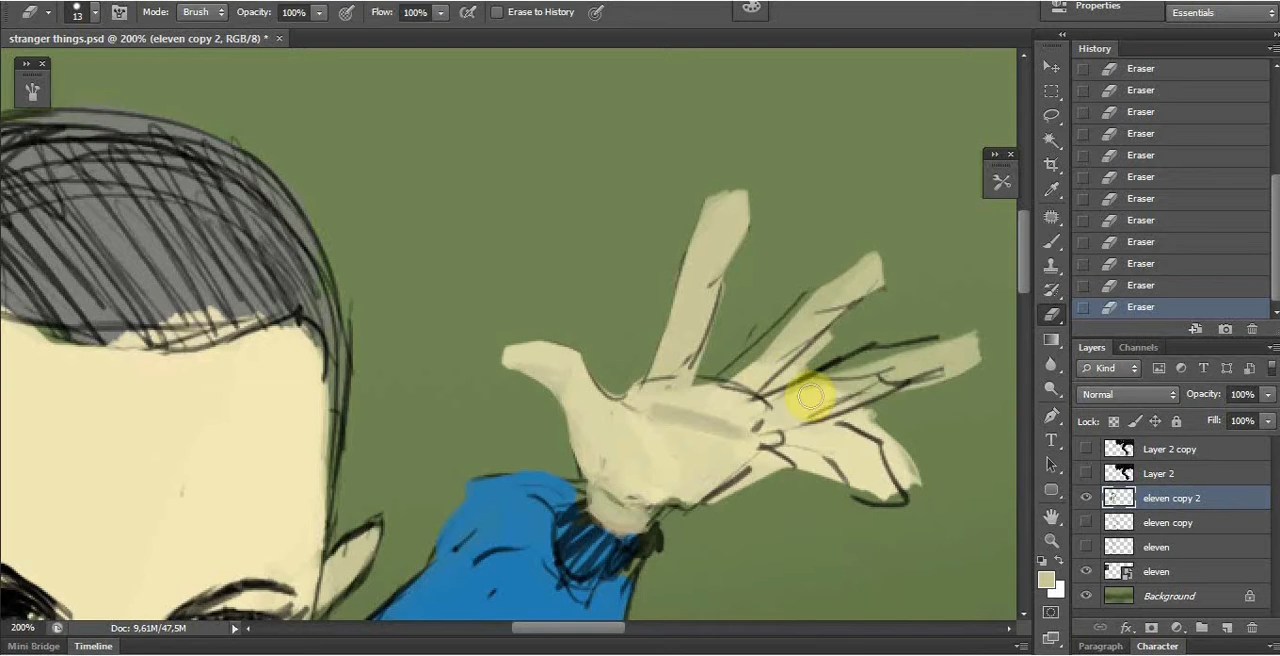 13 Mode: Brush Opacity: 100% Flow: 100% Erase to History Properties Essentials
stranger things.psd @ 200% (eleven copy 2, RGB/8) * ×
History
Eraser
Eraser
Eraser
Eraser
Eraser
Eraser
Eraser
Eraser
Eraser
Eraser
Eraser
Eraser
Layers Channels
Kind
Normal Opacity: 100%
Lock: Fill: 100%
Layer 2 copy
Layer 2
eleven copy 2
eleven copy
eleven
eleven
Background
200% Doc: 9,61M/47,5M
Mini Bridge Timeline Paragraph Character